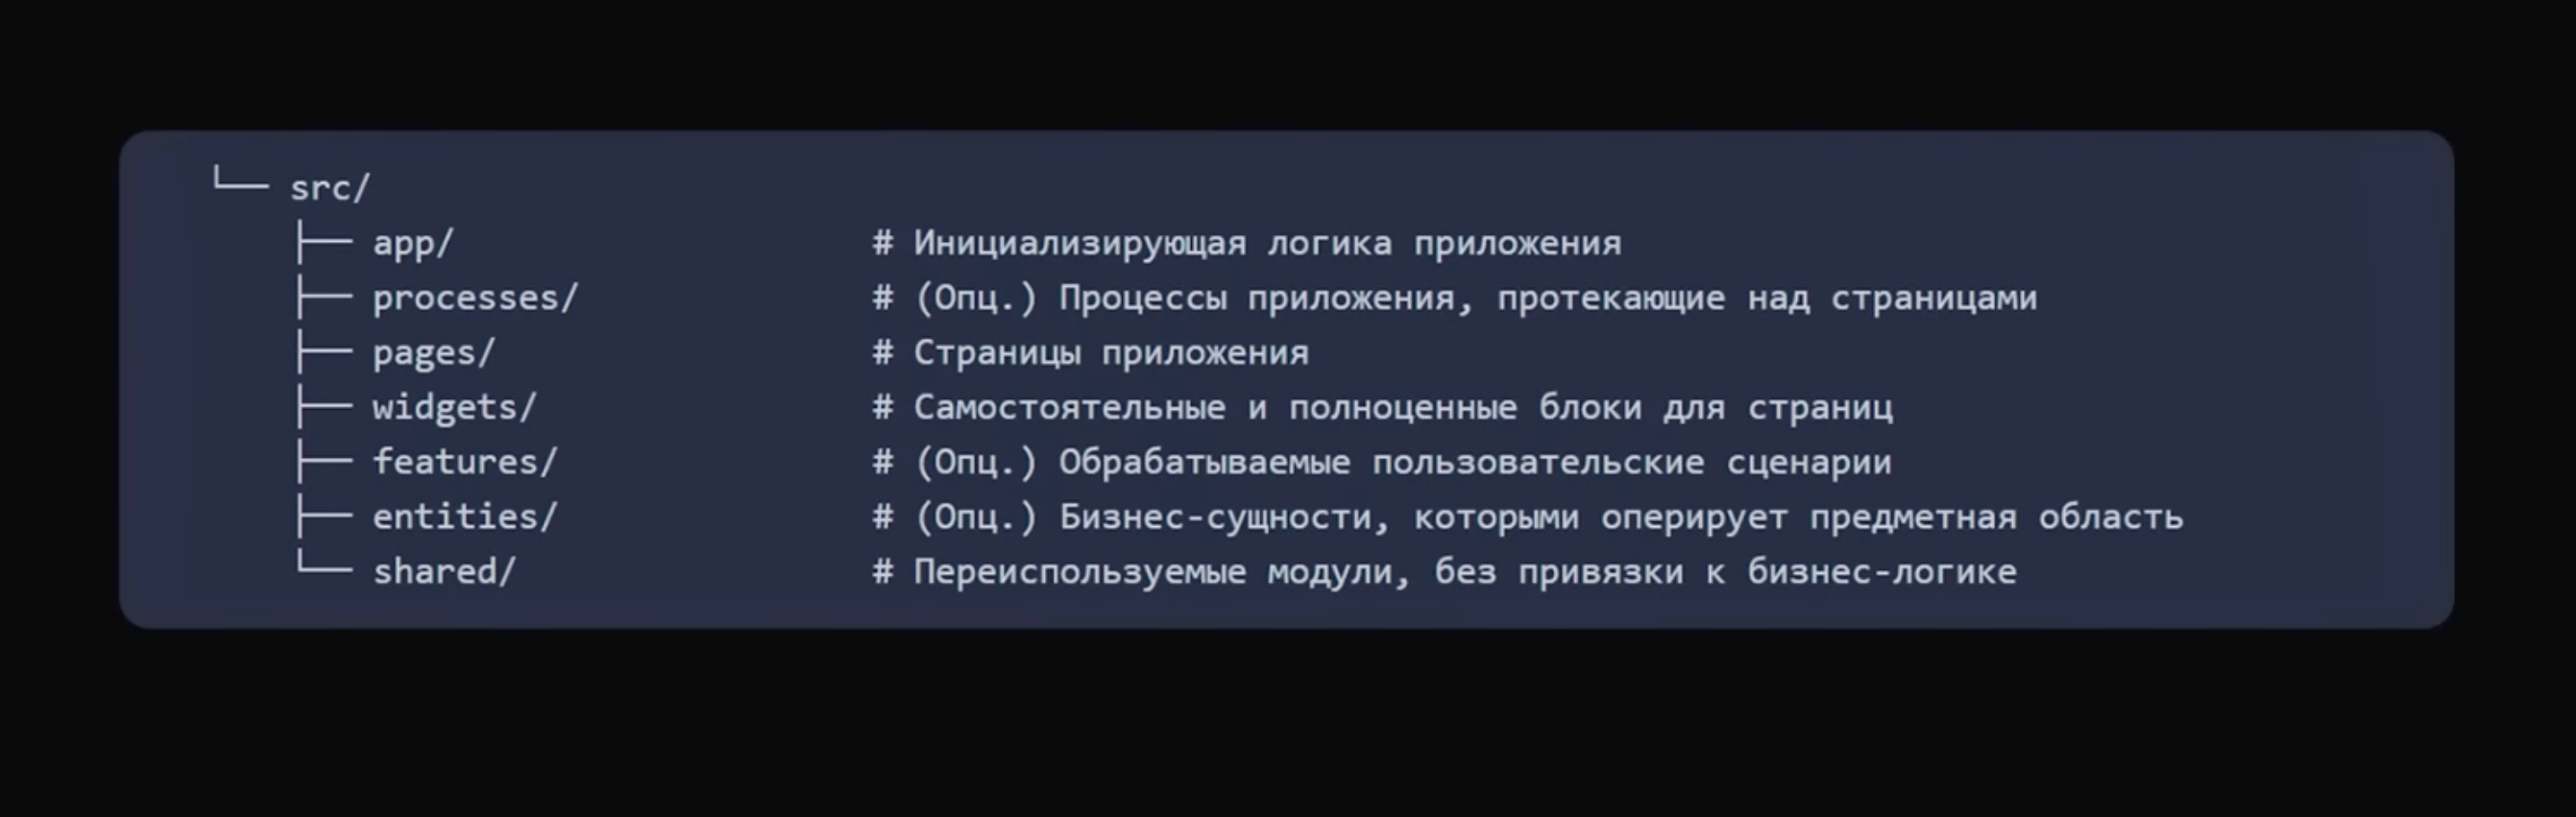 └── src/
    ├── app/                     # Инициализирующая логика приложения
    ├── processes/               # (Опц.) Процессы приложения, протекающие над страницами
    ├── pages/                   # Страницы приложения
    ├── widgets/                 # Самостоятельные и полноценные блоки для страниц
    ├── features/                # (Опц.) Обрабатываемые пользовательские сценарии
    ├── entities/                # (Опц.) Бизнес-сущности, которыми оперирует предметная область
    └── shared/                  # Переиспользуемые модули, без привязки к бизнес-логике